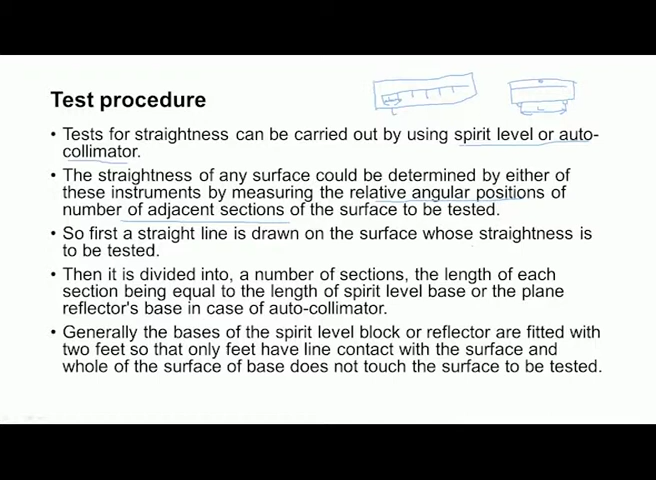 Test procedure
• Tests for straightness can be carried out by using spirit level or auto-
collimator.
• The straightness of any surface could be determined by either of
these instruments by measuring the relative angular positions of
number of adjacent sections of the surface to be tested.
• So first a straight line is drawn on the surface whose straightness is
to be tested.
• Then it is divided into, a number of sections, the length of each
section being equal to the length of spirit level base or the plane
reflector's base in case of auto-collimator.
• Generally the bases of the spirit level block or reflector are fitted with
two feet so that only feet have line contact with the surface and
whole of the surface of base does not touch the surface to be tested.
L
L